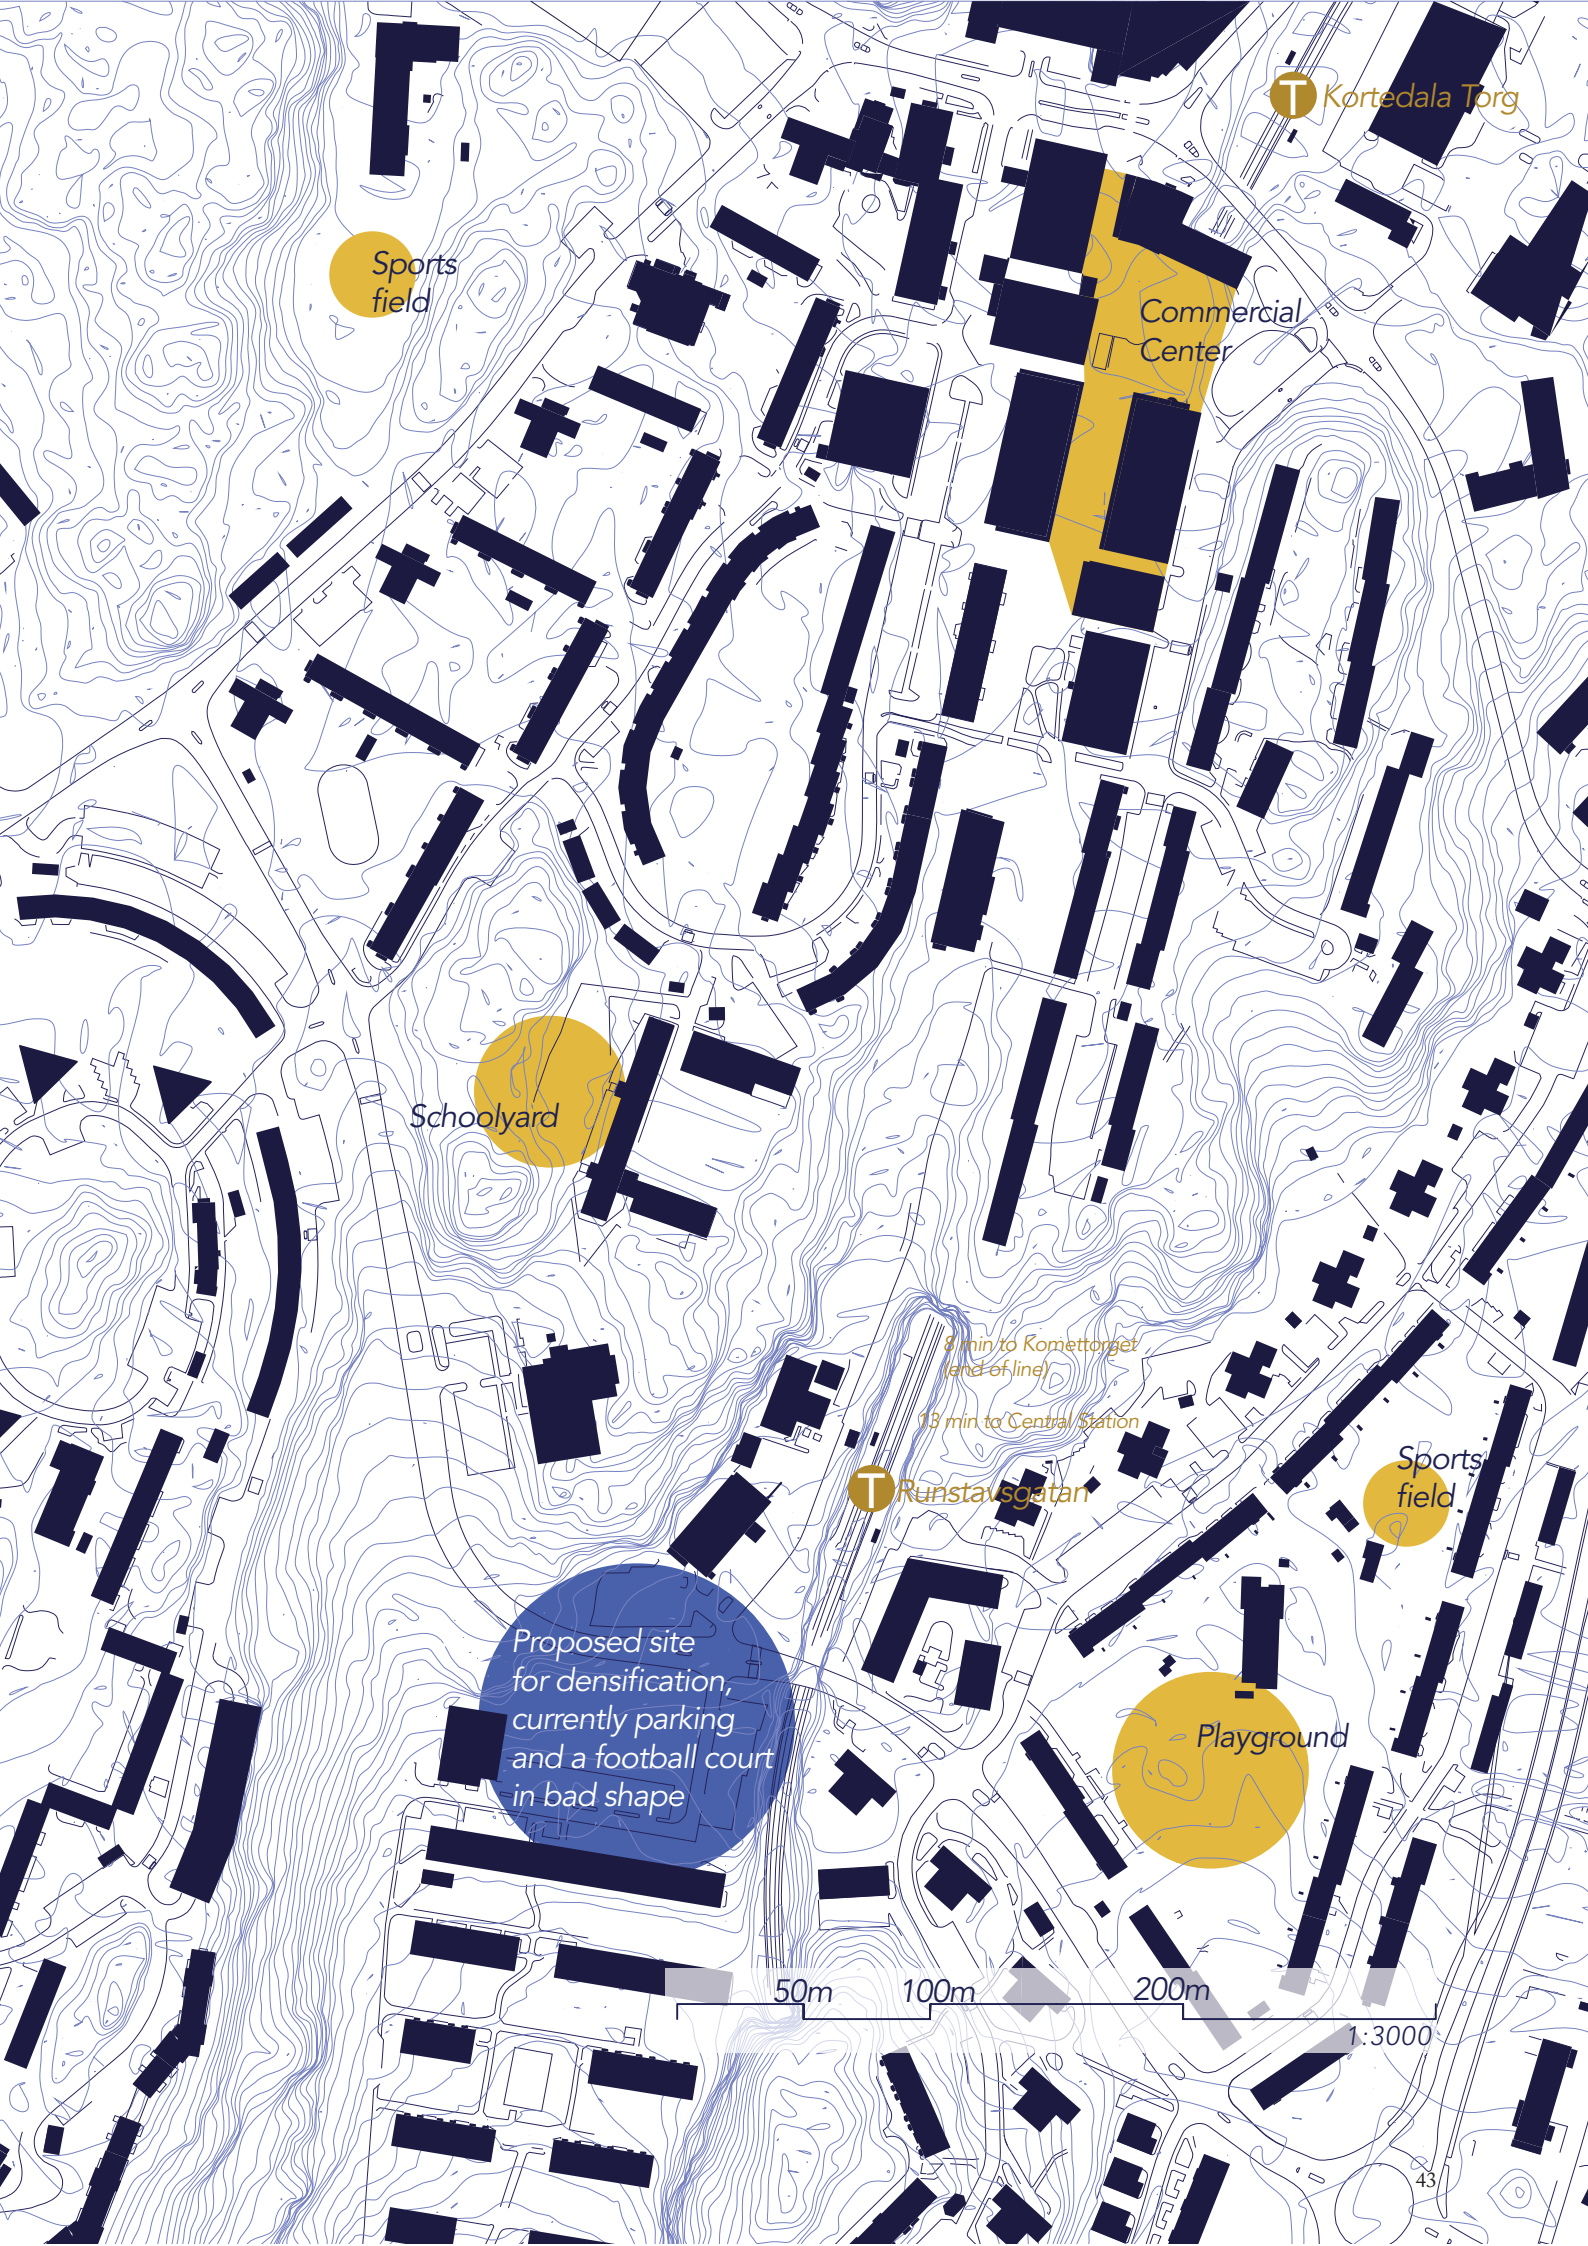 T Kortedala Torg
Sports
field
Commercial
Center
Schoolyard
8 min to Komettorget
(end of line)
13 min to Central Station
T Runstavsgatan
Sports
field
Proposed site
for densification,
currently parking
and a football court
in bad shape
Playground
50m 100m 200m
1:3000
43